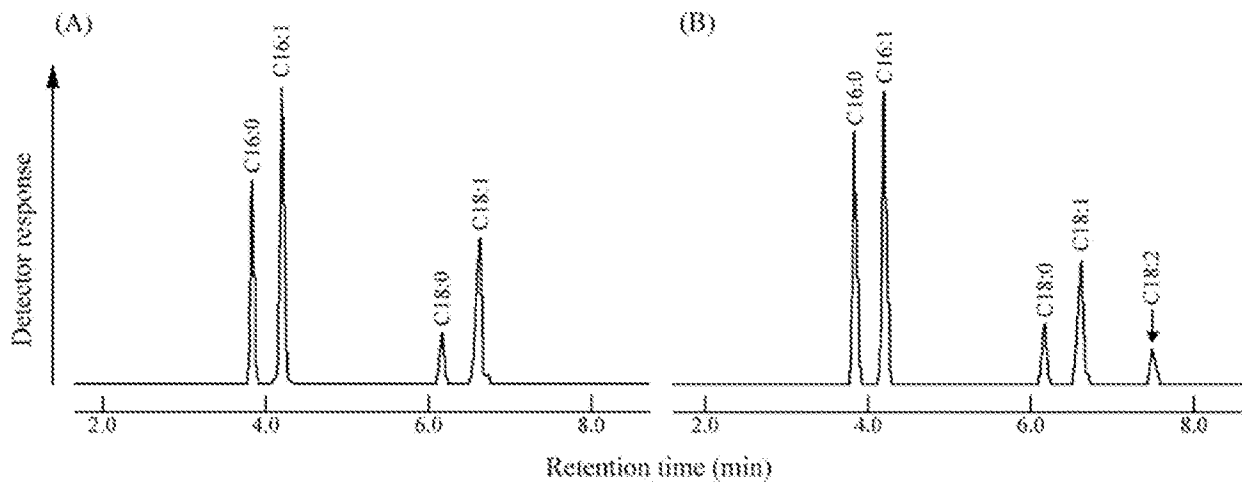 (A)
(B)
Detector response
C16:0
C16:1
C18:0
C18:1
C16:0
C16:1
C18:0
C18:1
C18:2
2.0 4.0 6.0 8.0
2.0 4.0 6.0 8.0
Retention time (min)